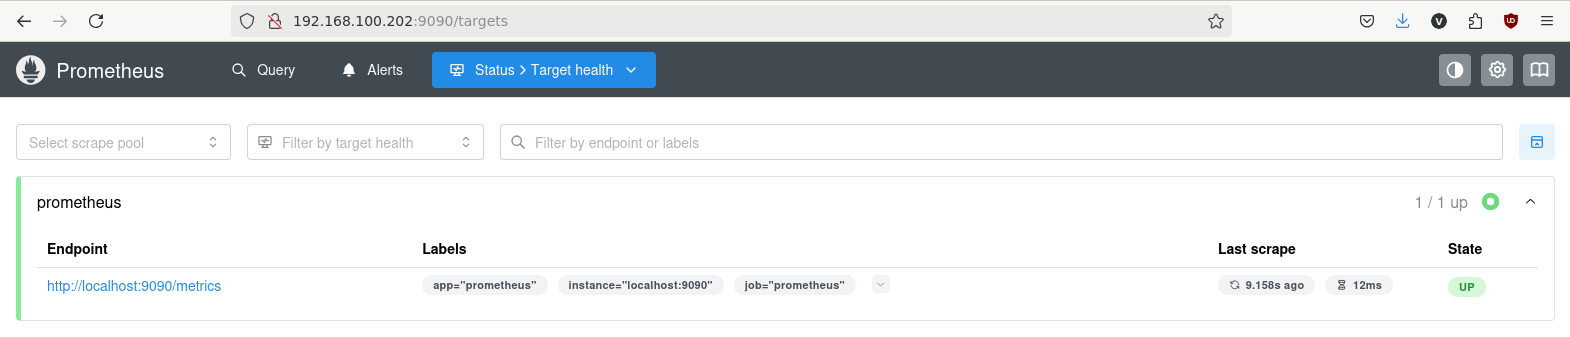 192.168.100.202:9090/targets
Prometheus Query Alerts Status > Target health
Select scrape pool Filter by target health Filter by endpoint or labels
prometheus 1 / 1 up
Endpoint Labels Last scrape State
http://localhost:9090/metrics app="prometheus" instance="localhost:9090" job="prometheus" 9.158s ago 12ms UP